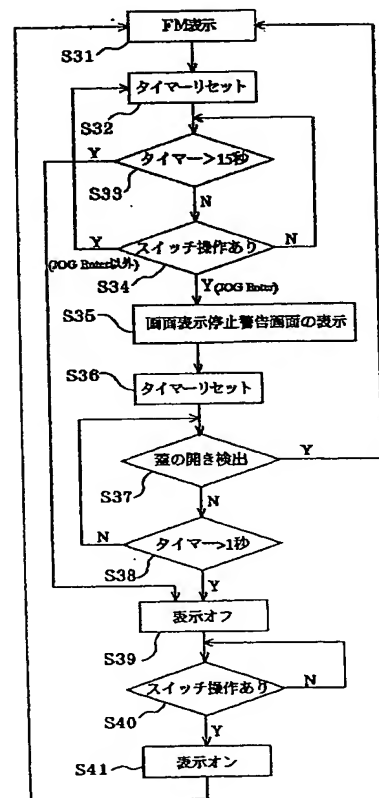 FM表示
S31
タイマーリセット
S32
Y
タイマー>15秒
S33
N
Y
スイッチ操作あり
N
(JOG Enter以外)
S34
Y(JOG Enter)
S35
画面表示停止警告画面の表示
S36
タイマーリセット
蓋の開き検出
Y
S37
N
N
タイマー>1秒
S38
Y
表示オフ
S39
スイッチ操作あり
N
S40
Y
S41
表示オン